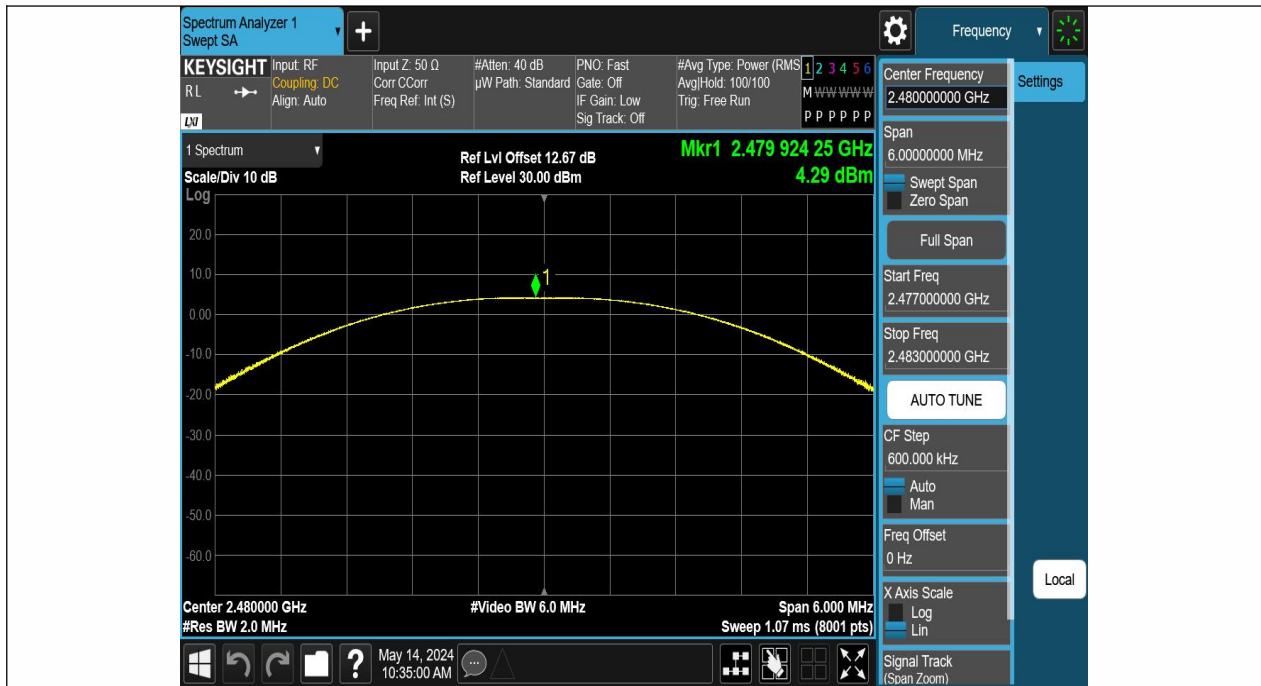 Spectrum Analyzer 1
Swept SA
+
Frequency
KEYSIGHT
R L
LXI
Input: RF
Coupling: DC
Align: Auto
Input Z: 50 Ω
Corr CCorr
Freq Ref: Int (S)
#Atten: 40 dB
µW Path: Standard
PNO: Fast
Gate: Off
IF Gain: Low
Sig Track: Off
#Avg Type: Power (RMS
Avg|Hold: 100/100
Trig: Free Run
1 2 3 4 5 6
M W W W W W
P P P P P P
1 Spectrum
Scale/Div 10 dB
Ref Lvl Offset 12.67 dB
Ref Level 30.00 dBm
Mkr1 2.479 924 25 GHz
4.29 dBm
Log
20.0
10.0
0.00
-10.0
-20.0
-30.0
-40.0
-50.0
-60.0
1
Center 2.480000 GHz
#Res BW 2.0 MHz
#Video BW 6.0 MHz
Span 6.000 MHz
Sweep 1.07 ms (8001 pts)
?
May 14, 2024
10:35:00 AM
Center Frequency
2.480000000 GHz
Settings
Span
6.00000000 MHz
Swept Span
Zero Span
Full Span
Start Freq
2.477000000 GHz
Stop Freq
2.483000000 GHz
AUTO TUNE
CF Step
600.000 kHz
Auto
Man
Freq Offset
0 Hz
X Axis Scale
Log
Lin
Local
Signal Track
(Span Zoom)